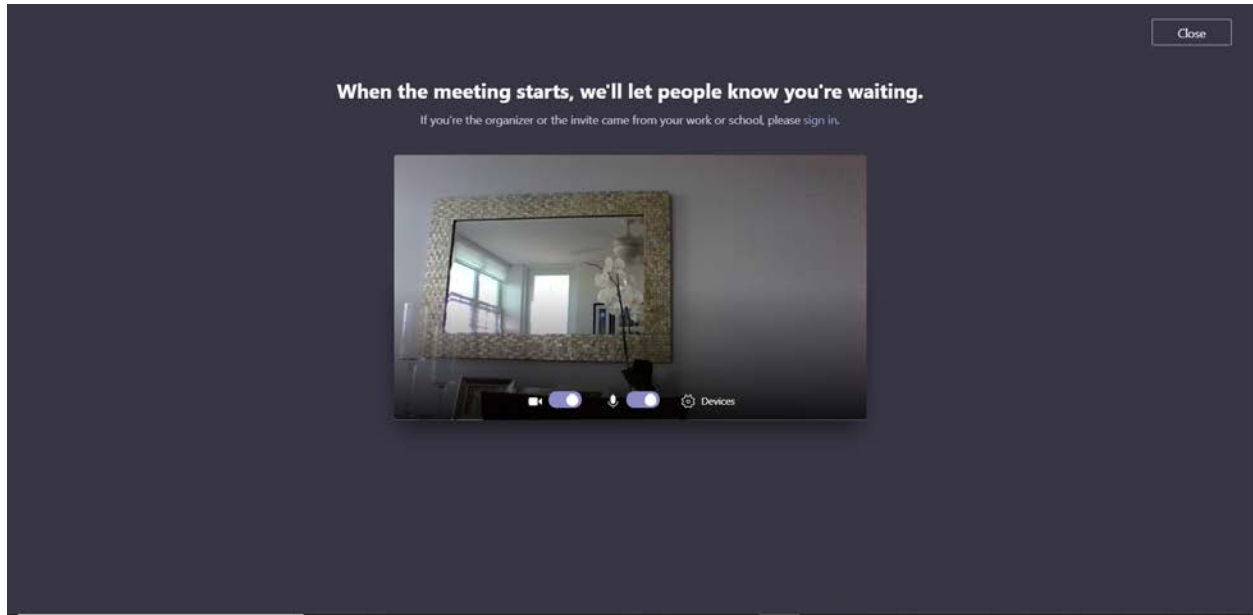 Close
When the meeting starts, we'll let people know you're waiting.
If you're the organizer or the invite came from your work or school, please sign in.
Devices